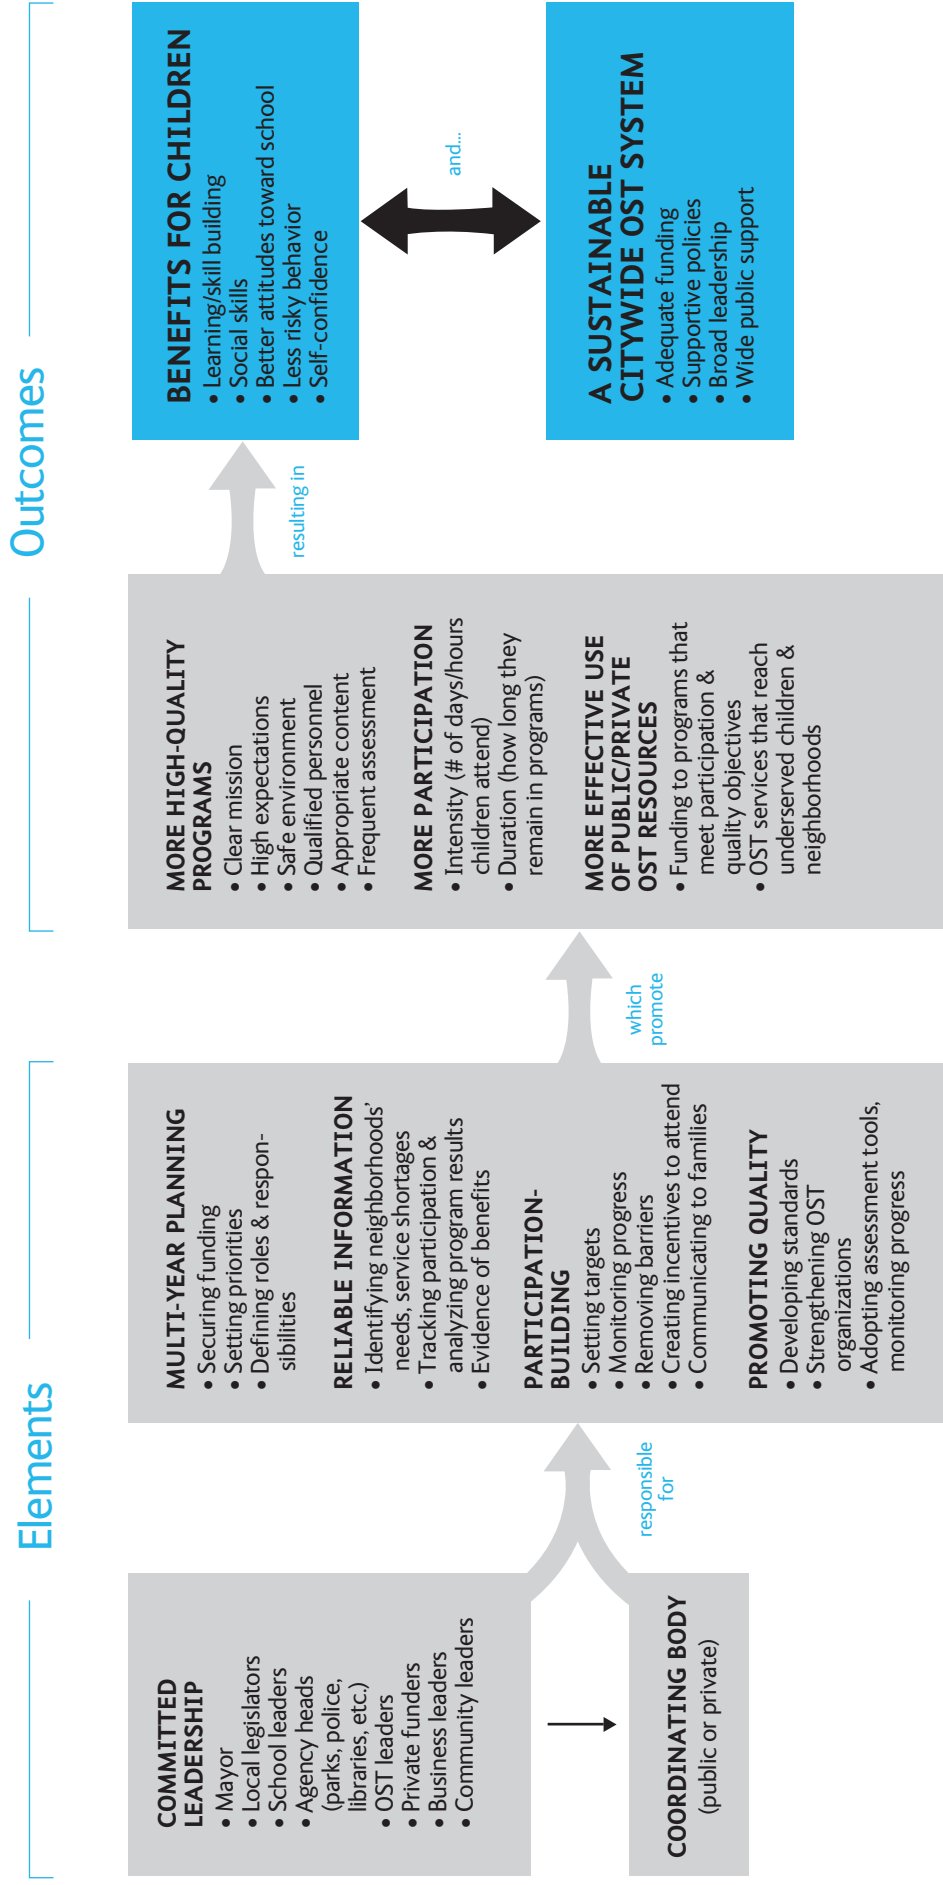 Elements
Outcomes
COMMITTED
LEADERSHIP
• Mayor
• Local legislators
• School leaders
• Agency heads
(parks, police,
libraries, etc.)
• OST leaders
• Private funders
• Business leaders
• Community leaders
COORDINATING BODY
(public or private)
responsible
for
MULTI-YEAR PLANNING
• Securing funding
• Setting priorities
• Defining roles & respon-
sibilities
RELIABLE INFORMATION
• Identifying neighborhoods’
needs, service shortages
• Tracking participation &
analyzing program results
• Evidence of benefits
PARTICIPATION-
BUILDING
• Setting targets
• Monitoring progress
• Removing barriers
• Creating incentives to attend
• Communicating to families
PROMOTING QUALITY
• Developing standards
• Strengthening OST
organizations
• Adopting assessment tools,
monitoring progress
which
promote
MORE HIGH-QUALITY
PROGRAMS
• Clear mission
• High expectations
• Safe environment
• Qualified personnel
• Appropriate content
• Frequent assessment
MORE PARTICIPATION
• Intensity (# of days/hours
children attend)
• Duration (how long they
remain in programs)
MORE EFFECTIVE USE
OF PUBLIC/PRIVATE
OST RESOURCES
• Funding to programs that
meet participation &
quality objectives
• OST services that reach
underserved children &
neighborhoods
resulting in
BENEFITS FOR CHILDREN
• Learning/skill building
• Social skills
• Better attitudes toward school
• Less risky behavior
• Self-confidence
and...
A SUSTAINABLE
CITYWIDE OST SYSTEM
• Adequate funding
• Supportive policies
• Broad leadership
• Wide public support